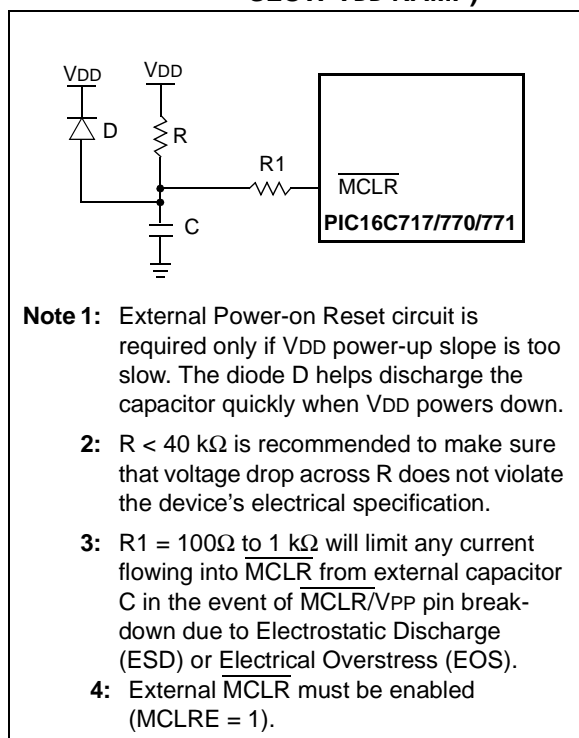 VDD VDD
D
R
R1
MCLR
C
PIC16C717/770/771
Note 1: External Power-on Reset circuit is
required only if VDD power-up slope is too
slow. The diode D helps discharge the
capacitor quickly when VDD powers down.
2: R < 40 kΩ is recommended to make sure
that voltage drop across R does not violate
the device's electrical specification.
3: R1 = 100Ω to 1 kΩ will limit any current
flowing into MCLR from external capacitor
C in the event of MCLR/VPP pin break-
down due to Electrostatic Discharge
(ESD) or Electrical Overstress (EOS).
4: External MCLR must be enabled
(MCLRE = 1).